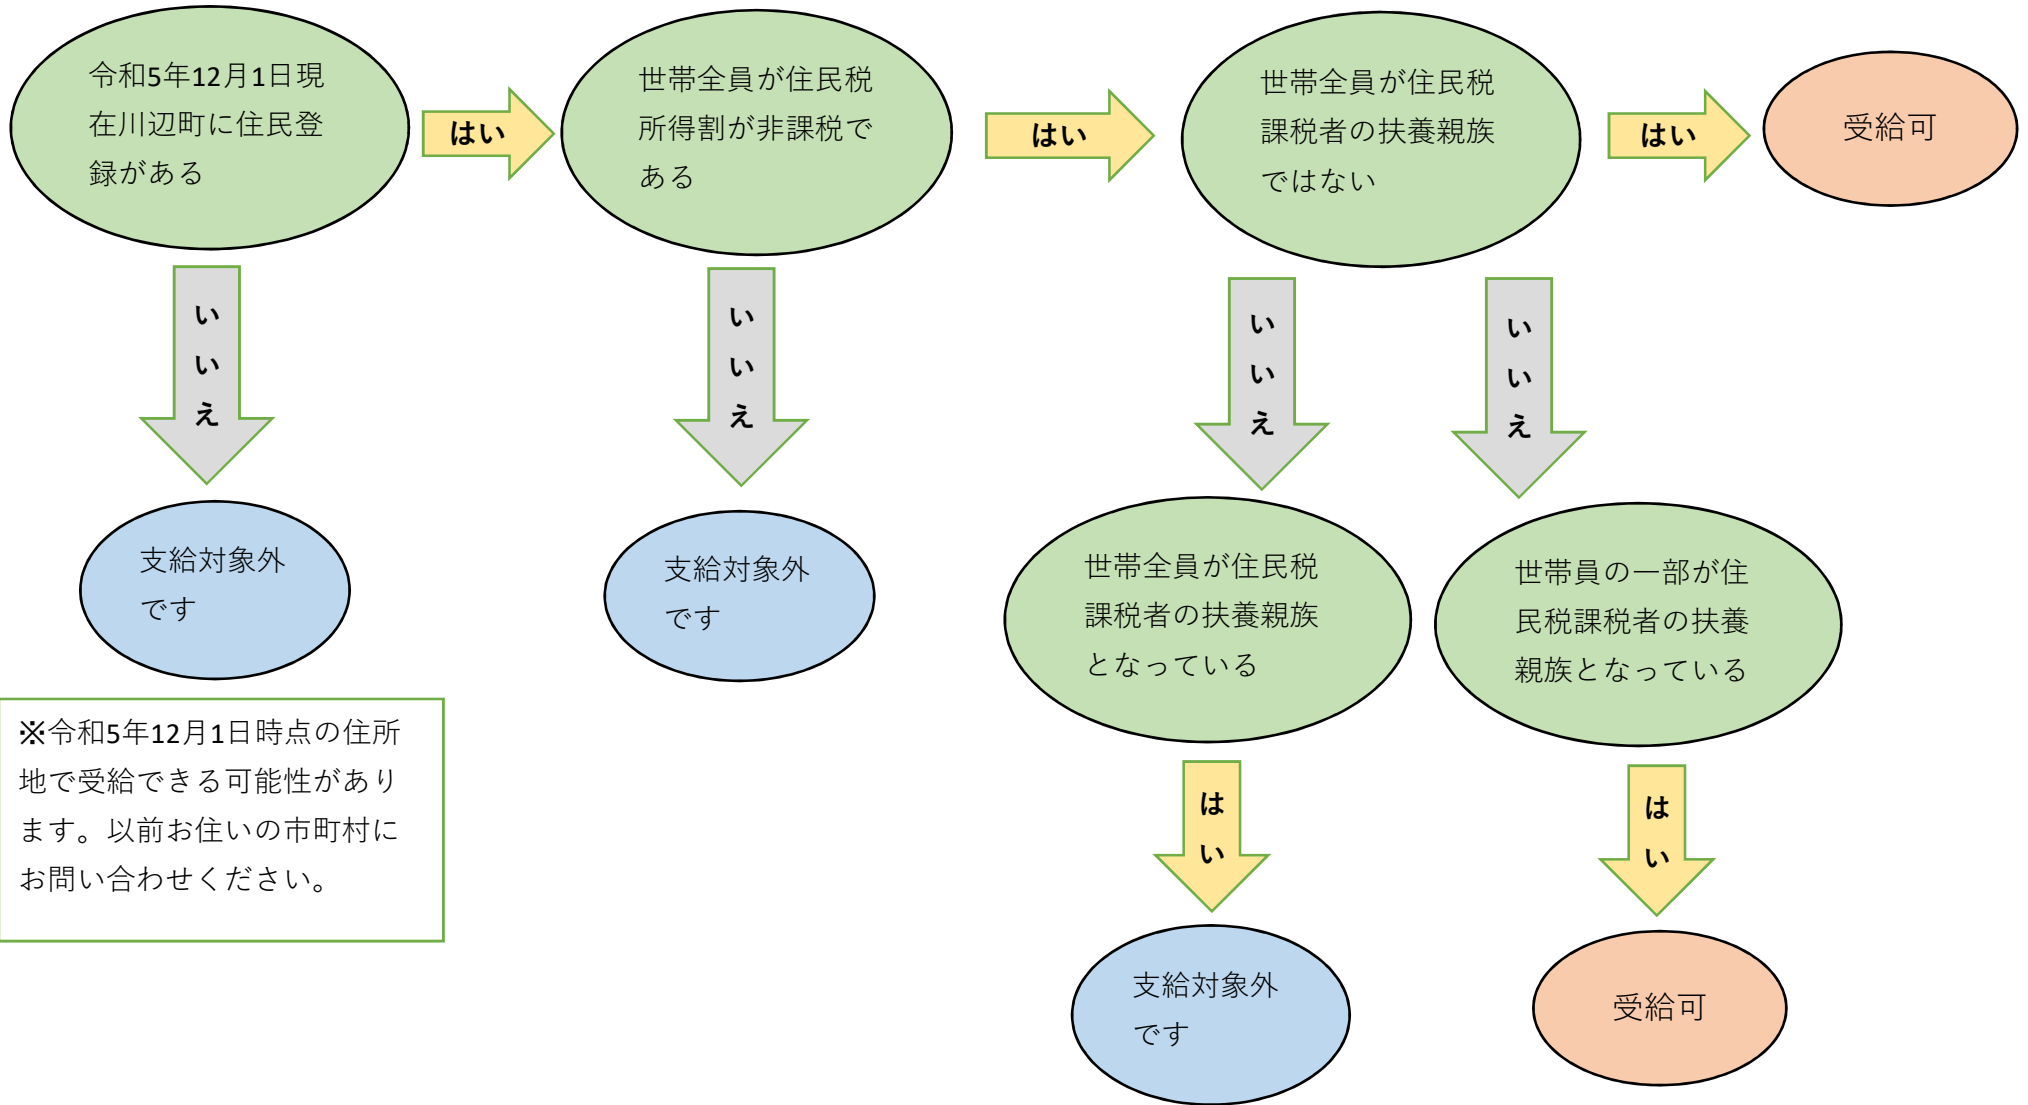 令和5年12月1日現
在川辺町に住民登
録がある
はい
世帯全員が住民税
所得割が非課税で
ある
はい
世帯全員が住民税
課税者の扶養親族
ではない
はい
受給可
いいえ
いいえ
いいえ
いいえ
支給対象外
です
支給対象外
です
世帯全員が住民税
課税者の扶養親族
となっている
世帯員の一部が住
民税課税者の扶養
親族となっている
※令和5年12月1日時点の住所
地で受給できる可能性があり
ます。以前お住いの市町村に
お問い合わせください。
はい
はい
支給対象外
です
受給可